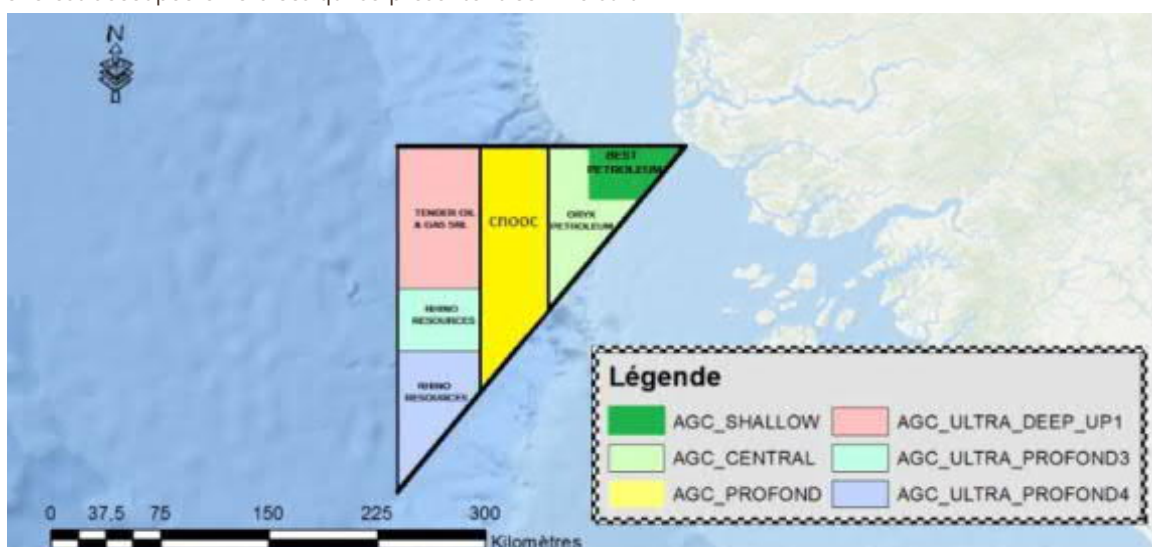 N
BEST
PETROLEUM
TENDER OIL
& GAS SRL
cnooc
ORYX
PETROLEUM
RHINO
RESOURCES
RHINO
RESOURCES
Légende
AGC_SHALLOW
AGC_ULTRA_DEEP_UP1
AGC_CENTRAL
AGC_ULTRA_PROFOND3
AGC_PROFOND
AGC_ULTRA_PROFOND4
0 37,5 75 150 225 300
Kilomètres